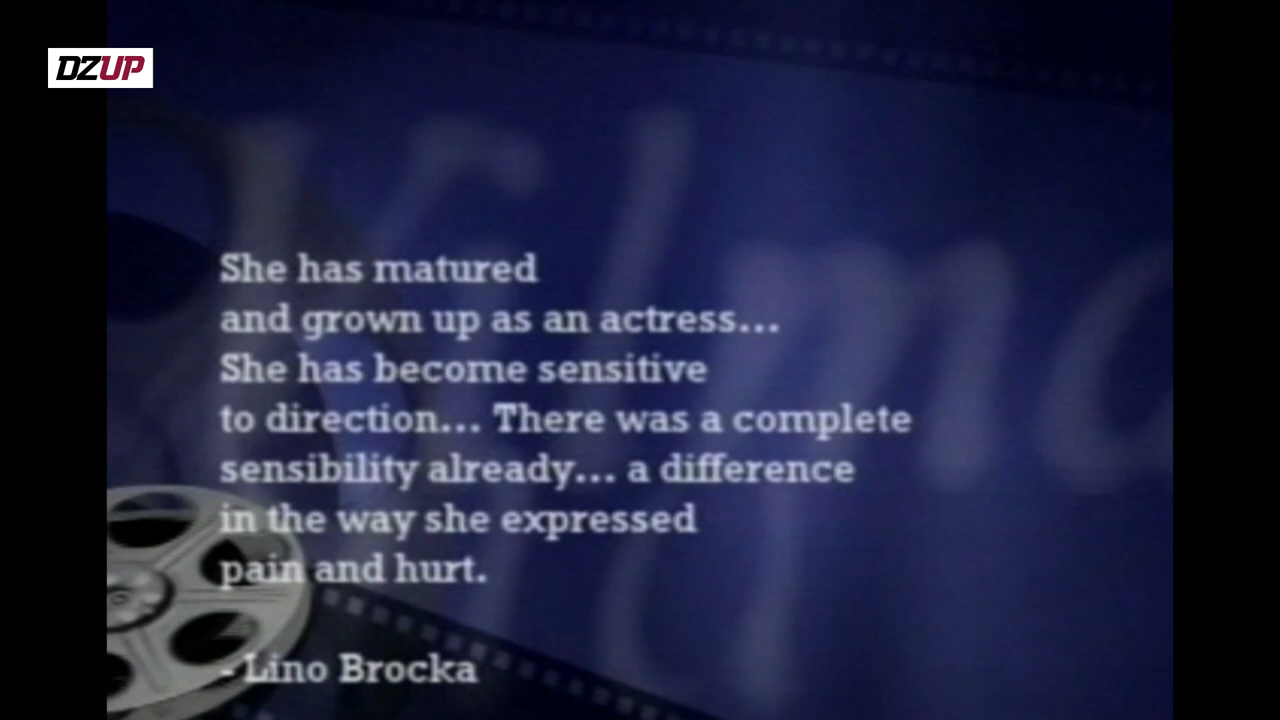 DZUP
She has matured
and grown up as an actress...
She has become sensitive
to direction... There was a complete
sensibility already... a difference
in the way she expressed
pain and hurt.
- Lino Brocka